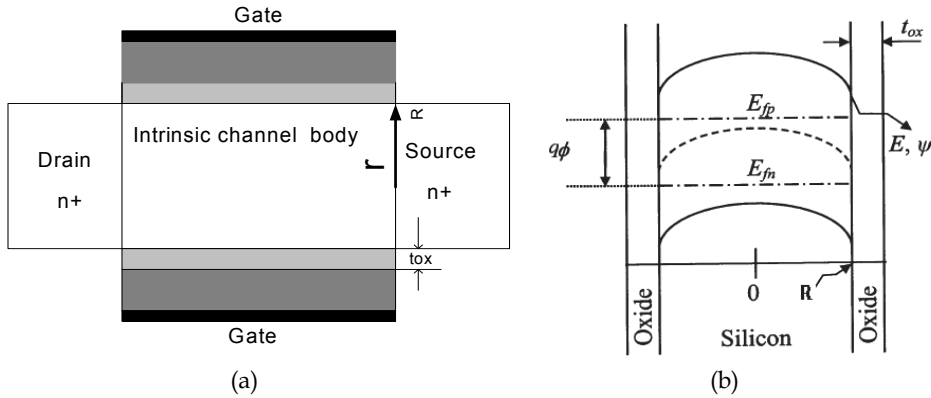 Gate
Intrinsic channel body
Drain
n+
r
R
Source
n+
tox
Gate
(a)
t_ox
E_fp
qϕ
E_fn
E, ψ
0
R
Oxide
Silicon
Oxide
(b)